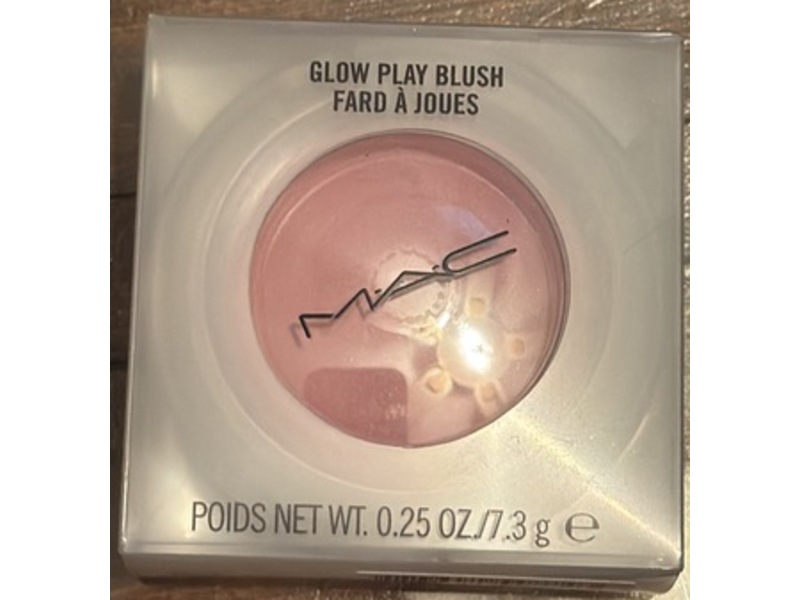 GLOW PLAY BLUSH
FARD À JOUES
M·A·C
POIDS NET WT. 0.25 OZ./7.3 g ℮